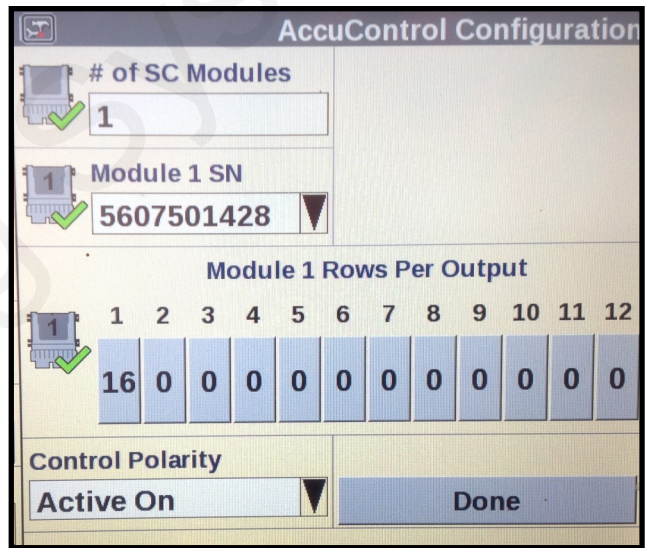 AccuControl Configuration
# of SC Modules
1
1 Module 1 SN
5607501428
Module 1 Rows Per Output
1 1 2 3 4 5 6 7 8 9 10 11 12
16 0 0 0 0 0 0 0 0 0 0 0
Control Polarity
Active On Done